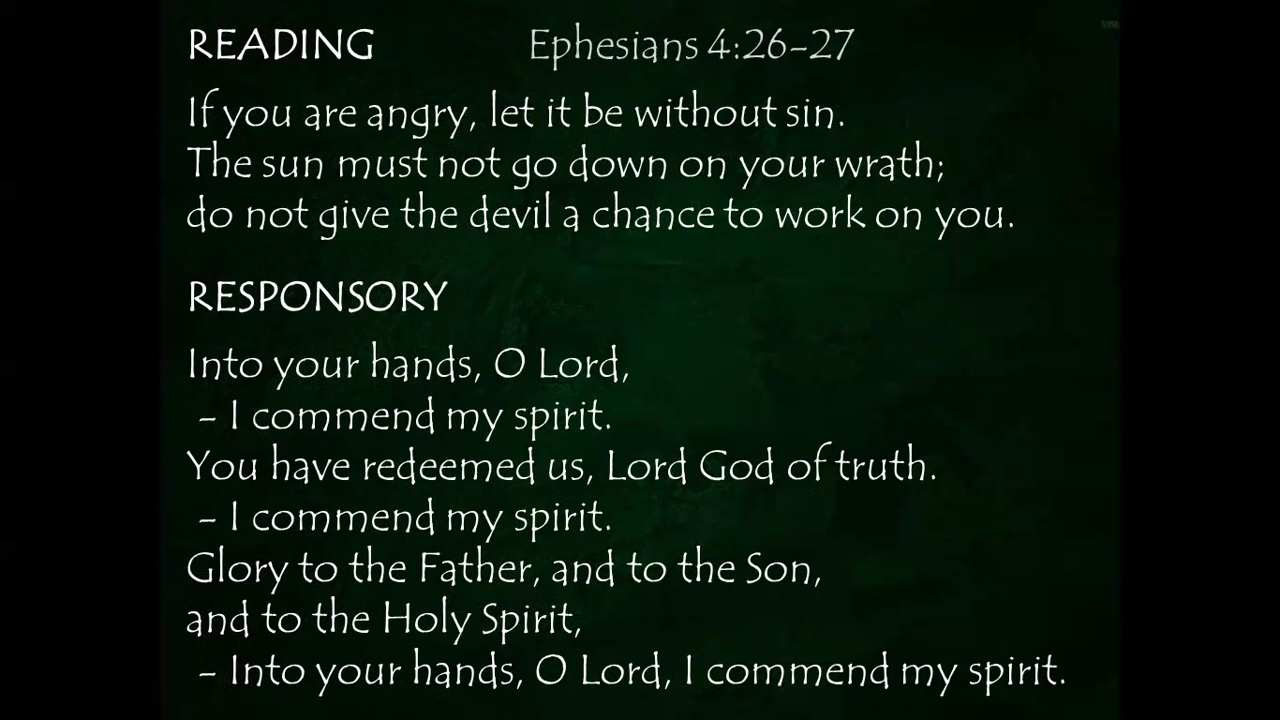 READING Ephesians 4:26-27
If you are angry, let it be without sin.
The sun must not go down on your wrath;
do not give the devil a chance to work on you.
RESPONSORY
Into your hands, O Lord,
- I commend my spirit.
You have redeemed us, Lord God of truth.
- I commend my spirit.
Glory to the Father, and to the Son,
and to the Holy Spirit,
- Into your hands, O Lord, I commend my spirit.